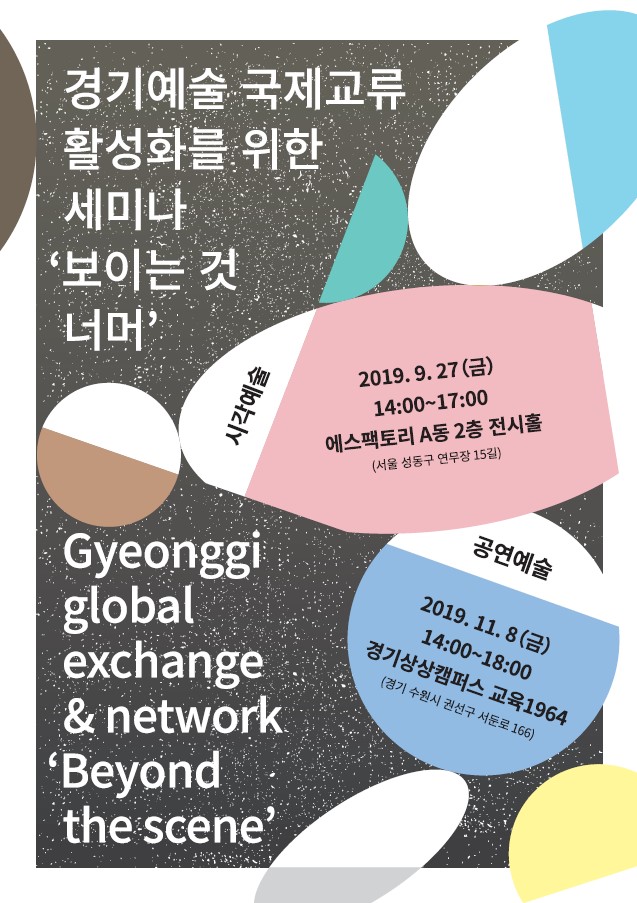 경기예술 국제교류
활성화를 위한
세미나
‘보이는 것
너머’
시각예술
2019. 9. 27(금)
14:00~17:00
에스팩토리 A동 2층 전시홀
(서울 성동구 연무장 15길)
공연예술
2019. 11. 8(금)
14:00~18:00
경기상상캠퍼스 교육1964
(경기 수원시 권선구 서둔로 166)
Gyeonggi
global
exchange
& network
‘Beyond
the scene’